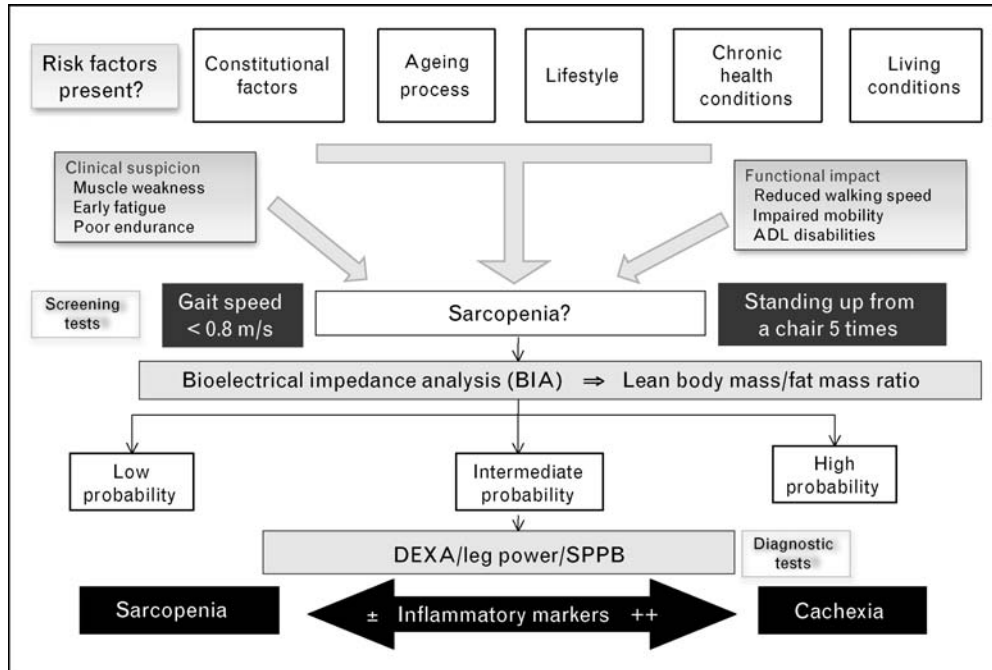 Risk factors
present?
Constitutional
factors
Ageing
process
Lifestyle
Chronic
health
conditions
Living
conditions
Clinical suspicion
Muscle weakness
Early fatigue
Poor endurance
Functional impact
Reduced walking speed
Impaired mobility
ADL disabilities
Screening
tests
Gait speed
< 0.8 m/s
Sarcopenia?
Standing up from
a chair 5 times
Bioelectrical impedance analysis (BIA) ⇒ Lean body mass/fat mass ratio
Low
probability
Intermediate
probability
High
probability
DEXA/leg power/SPPB
Diagnostic
tests
Sarcopenia
± Inflammatory markers ++
Cachexia